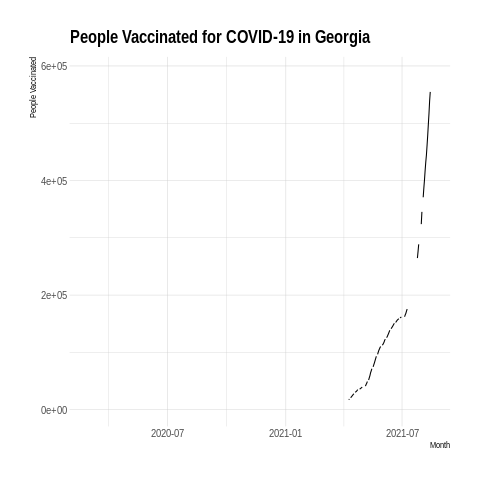 People Vaccinated for COVID-19 in Georgia
People Vaccinated
6e+05
4e+05
2e+05
0e+00
2020-07 2021-01 2021-07
Month